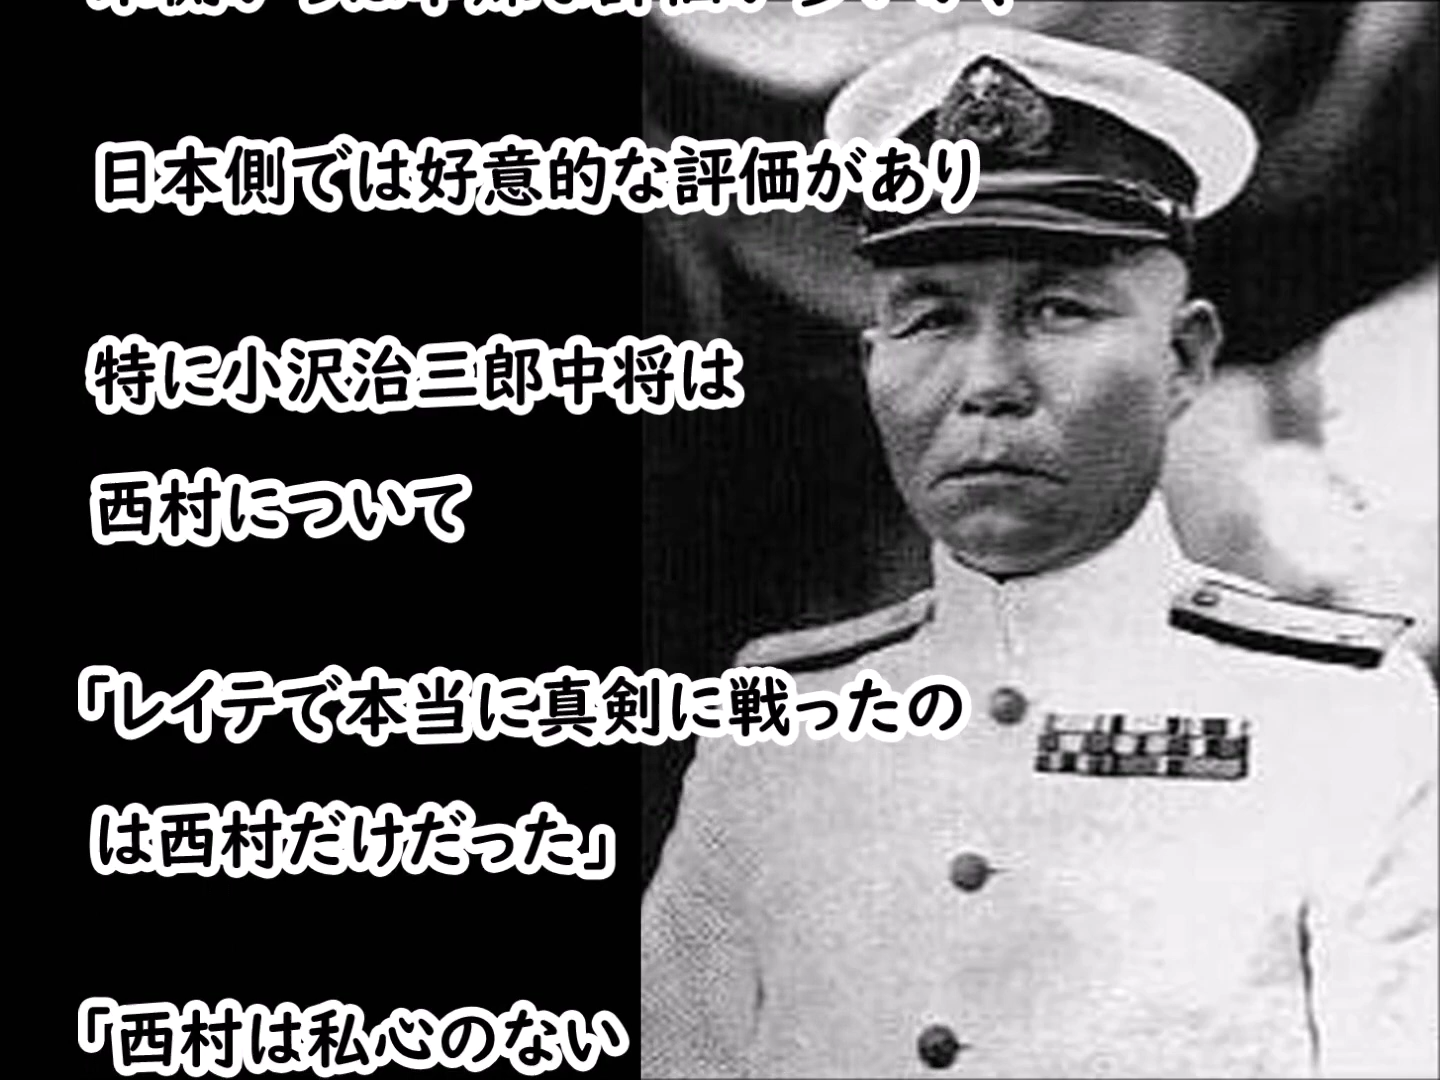 日本側では好意的な評価があり
特に小沢治三郎中将は
西村について
「レイテで本当に真剣に戦ったの
は西村だけだった」
「西村は私心のない